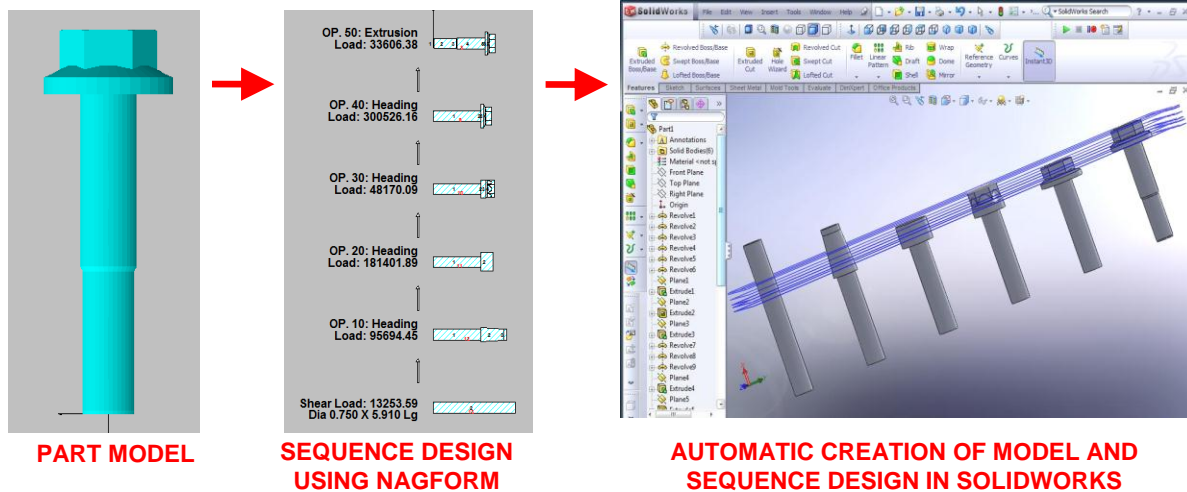 OP. 50: Extrusion
Load: 33606.38
OP. 40: Heading
Load: 300526.16
OP. 30: Heading
Load: 48170.09
OP. 20: Heading
Load: 181401.89
OP. 10: Heading
Load: 95694.45
Shear Load: 13253.59
Dia 0.750 X 5.910 Lg
PART MODEL
SEQUENCE DESIGN
USING NAGFORM
SolidWorks File Edit View Insert Tools Window Help SolidWorks Search
Extruded Boss/Base
Revolved Boss/Base
Swept Boss/Base
Lofted Boss/Base
Extruded Cut
Hole Wizard
Revolved Cut
Swept Cut
Lofted Cut
Fillet
Linear Pattern
Rib
Draft
Shell
Wrap
Dome
Mirror
Reference Geometry
Curves
Instant3D
Features Sketch Surfaces Sheet Metal Mold Tools Evaluate DimXpert Office Products
Part1
Annotations
Solid Bodies(6)
Material <not sp
Front Plane
Top Plane
Right Plane
Origin
Revolve1
Revolve2
Revolve3
Revolve4
Revolve5
Revolve6
Plane1
Extrude1
Plane2
Extrude2
Plane3
Extrude3
Revolve7
Revolve8
Revolve9
Plane4
Extrude4
Plane5
AUTOMATIC CREATION OF MODEL AND
SEQUENCE DESIGN IN SOLIDWORKS